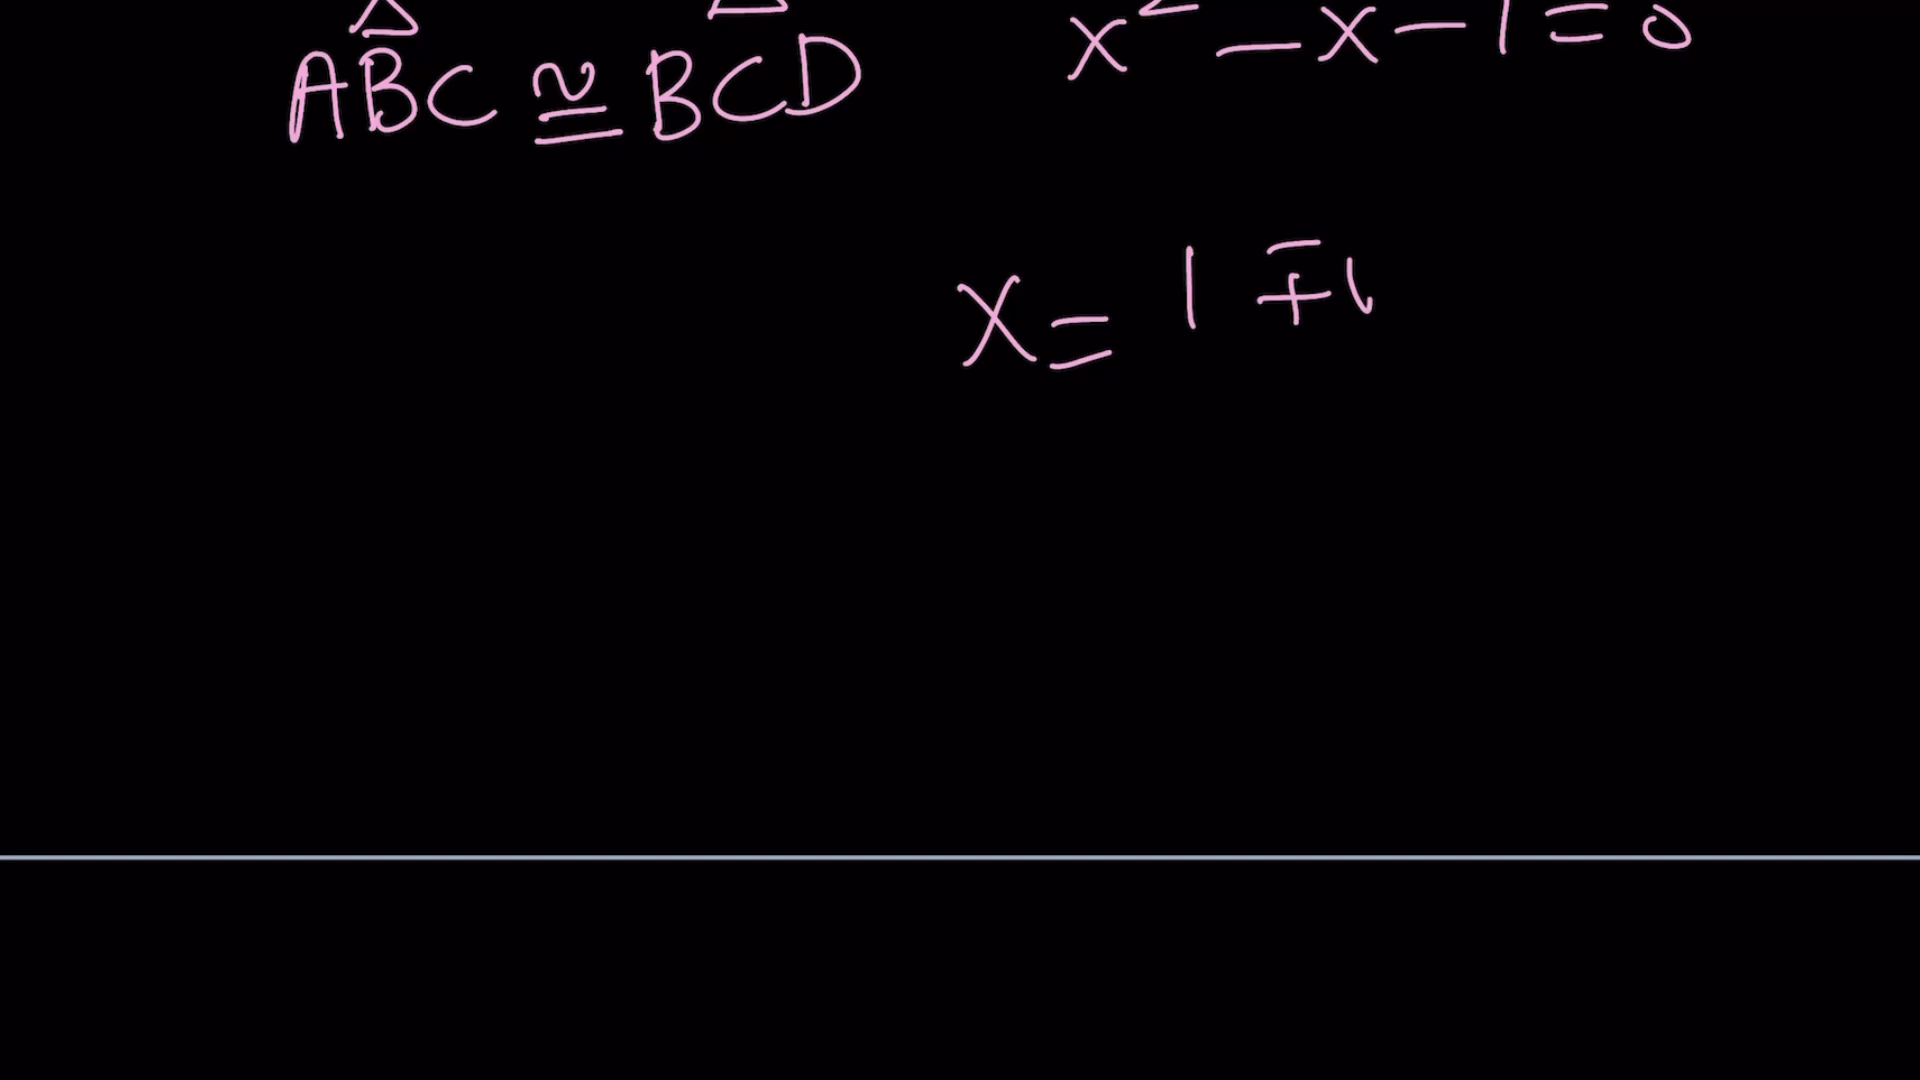 ABC ≅ BCD
x² - x - 1 = 0
x = 1 ∓